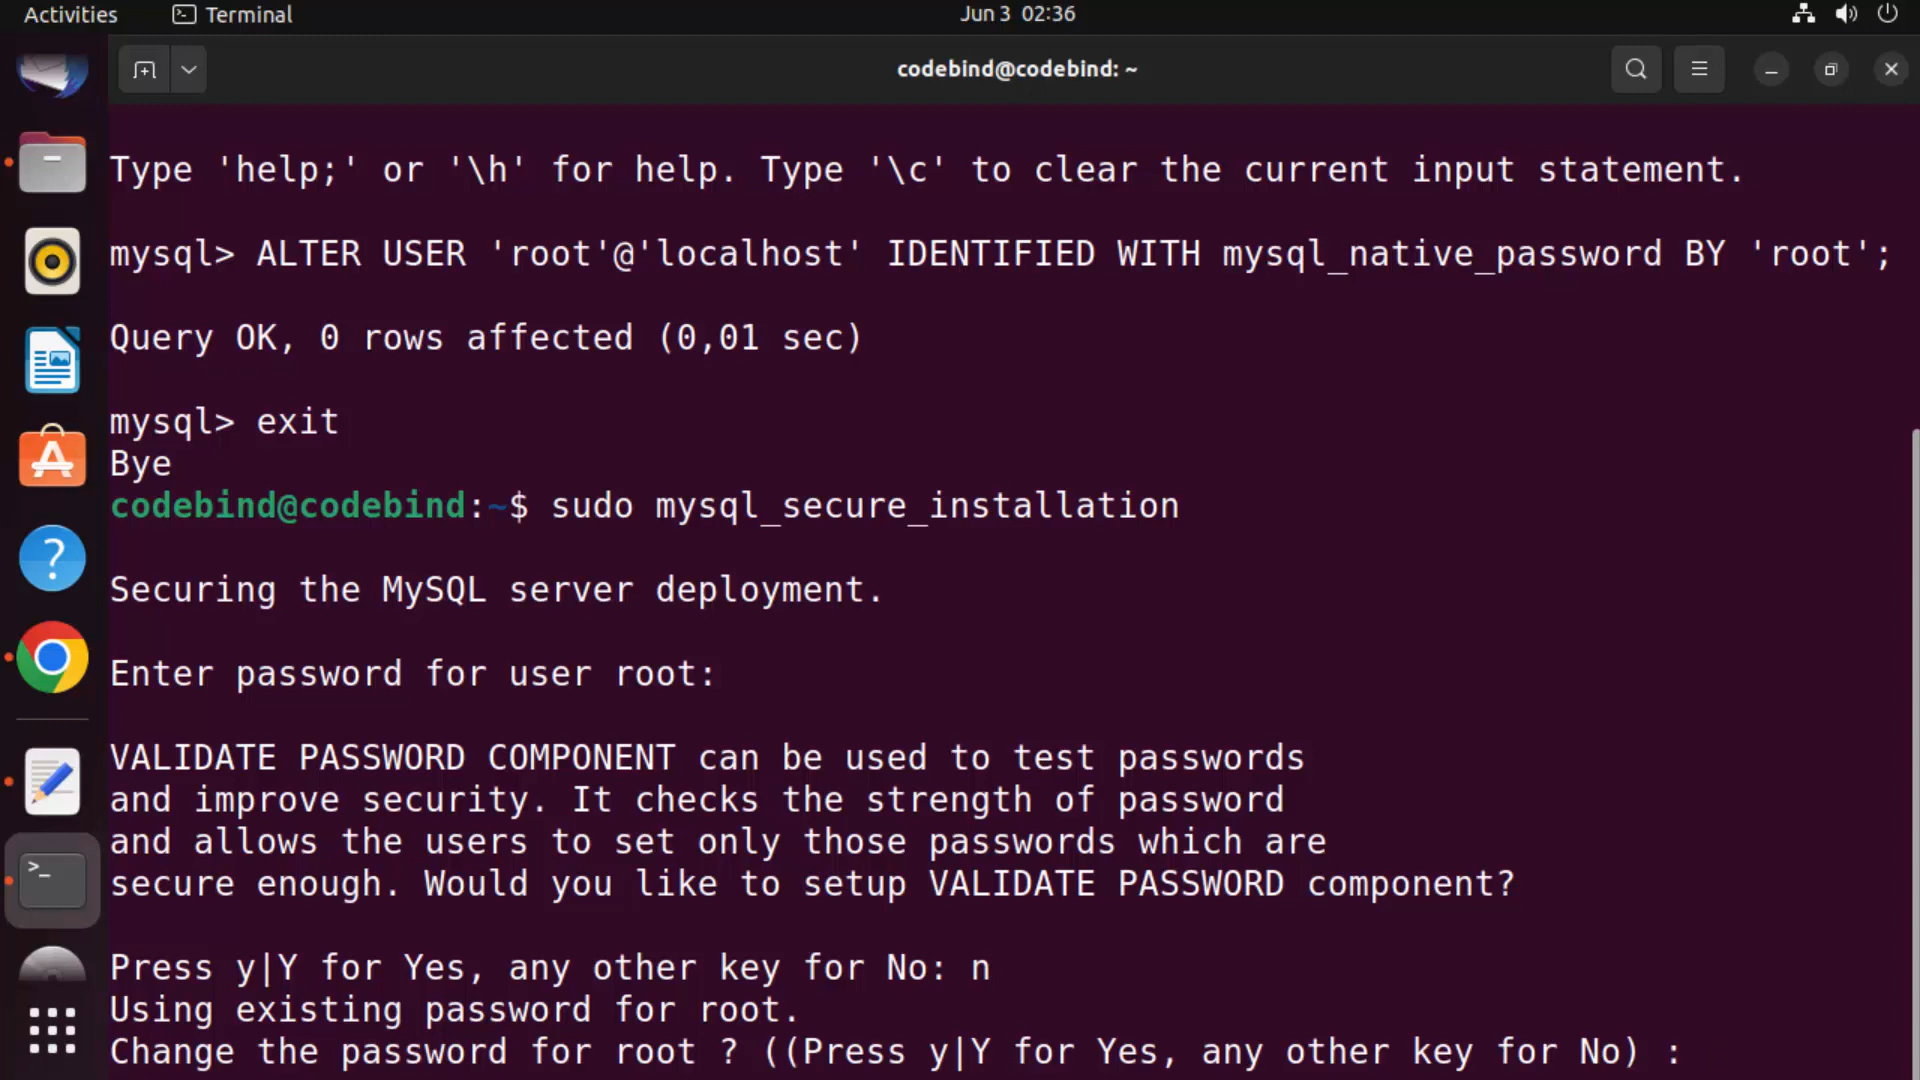 Activities
Terminal
Jun 3 02:36
codebind@codebind: ~
Type 'help;' or '\h' for help. Type '\c' to clear the current input statement.
mysql> ALTER USER 'root'@'localhost' IDENTIFIED WITH mysql_native_password BY 'root';
Query OK, 0 rows affected (0,01 sec)
mysql> exit
Bye
codebind@codebind:~$ sudo mysql_secure_installation
Securing the MySQL server deployment.
Enter password for user root:
VALIDATE PASSWORD COMPONENT can be used to test passwords
and improve security. It checks the strength of password
and allows the users to set only those passwords which are
secure enough. Would you like to setup VALIDATE PASSWORD component?
Press y|Y for Yes, any other key for No: n
Using existing password for root.
Change the password for root ? ((Press y|Y for Yes, any other key for No) :